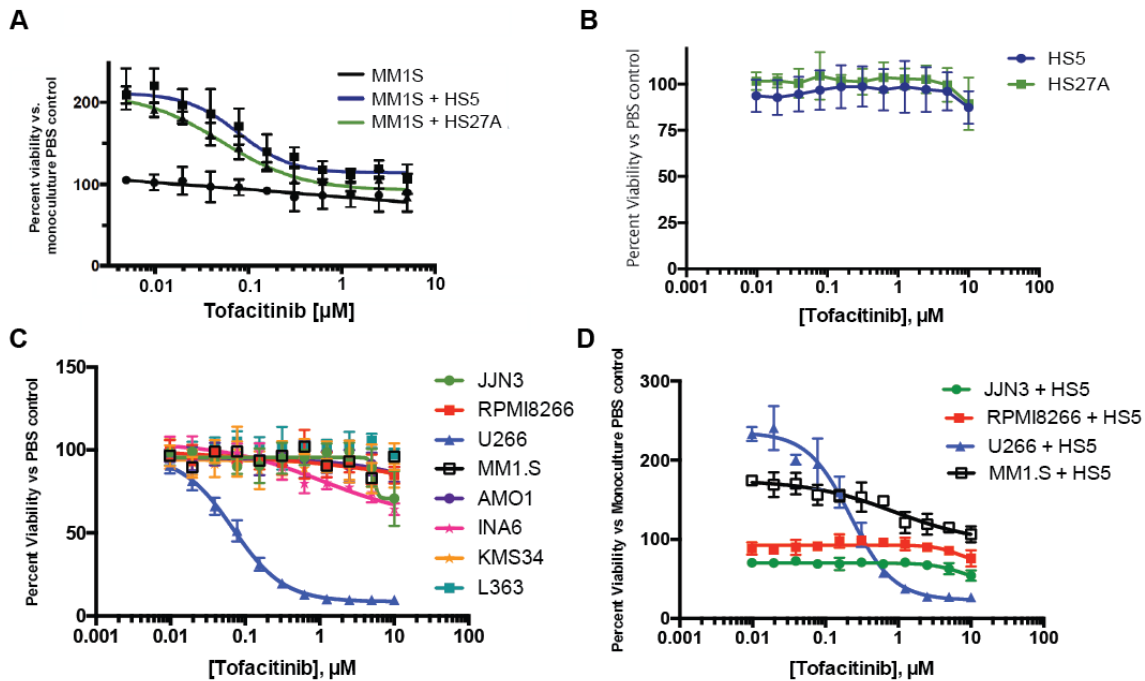 A
Percent viability vs.
monoculuture PBS control
200
100
0
0.01
0.1
1
10
Tofacitinib [µM]
MM1S
MM1S + HS5
MM1S + HS27A
B
Percent Viability vs PBS control
100
75
50
25
0
0.001
0.01
0.1
1
10
100
[Tofacitinib], µM
HS5
HS27A
C
Percent Viability vs PBS control
150
100
50
0
0.001
0.01
0.1
1
10
100
[Tofacitinib], µM
JJN3
RPMI8266
U266
MM1.S
AMO1
INA6
KMS34
L363
D
Percent Viability vs Monoculture PBS control
300
200
100
0
0.001
0.01
0.1
1
10
100
[Tofacitinib], µM
JJN3 + HS5
RPMI8266 + HS5
U266 + HS5
MM1.S + HS5